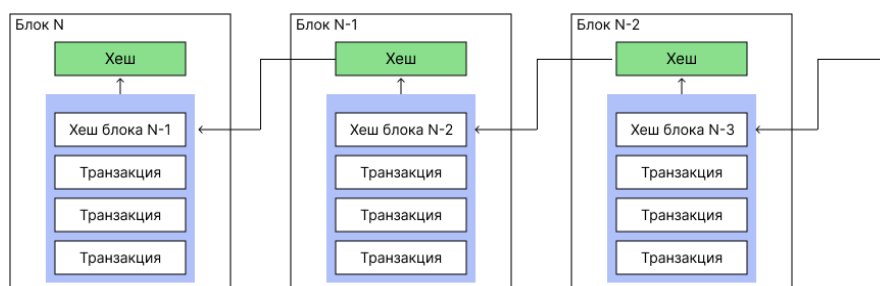 Блок N
Хеш
Хеш блока N-1
Транзакция
Транзакция
Транзакция
Блок N-1
Хеш
Хеш блока N-2
Транзакция
Транзакция
Транзакция
Блок N-2
Хеш
Хеш блока N-3
Транзакция
Транзакция
Транзакция